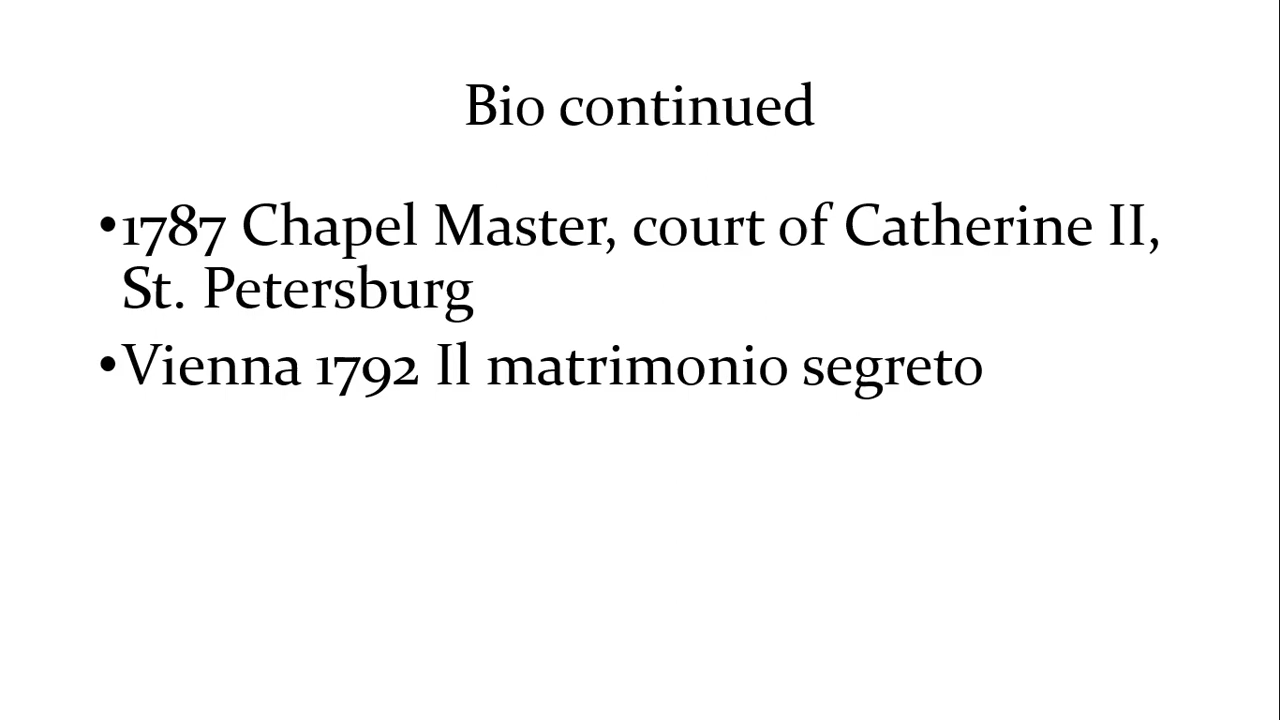 Bio continued
•1787 Chapel Master, court of Catherine II,
St. Petersburg
•Vienna 1792 Il matrimonio segreto